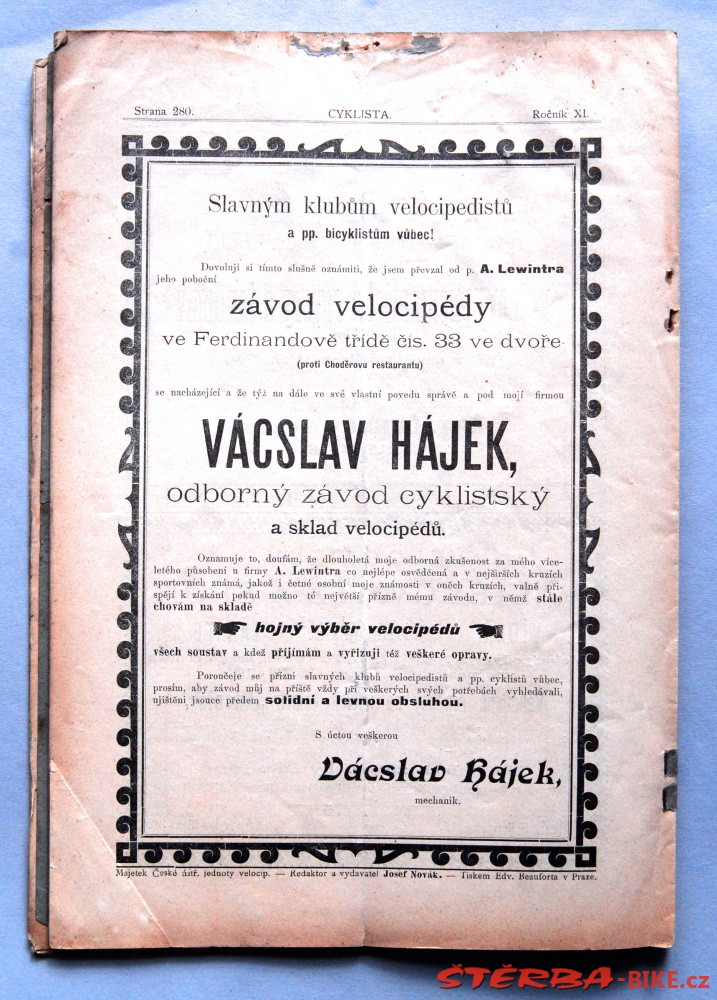 Strana 280. CYKLISTA. Ročník XI.
Slavným klubům velocipedistů
a pp. bicyklistům vůbec!
Dovoluji si tímto slušně oznámiti, že jsem převzal od p. A. Lewintra
jeho poboční
závod velocipédy
ve Ferdinandově třídě čis. 33 ve dvoře
(proti Choděrovu restaurantu)
se nacházející a že týž na dále ve své vlastní povedu správě a pod mojí firmou
VÁCSLAV HÁJEK,
odborný závod cyklistský
a sklad velocipédů.
Oznamuje to, doufám, že dlouholetá moje odborná zkušenost za mého více-
letého působení u firmy A. Lewintra co nejlépe osvědčená a v nejširších kruzích
sportovních známá, jakož i četné osobní moje známosti v oněch kruzích, valně při-
spějí k získání pokud možno té největší přízně mému závodu, v němž stále
chovám na skladě
hojný výběr velocipédů
všech soustav a kdež přijímám a vyřizuji též veškeré opravy.
Poroučeje se přízni slavných klubů velocipedistů a pp. cyklistů vůbec,
prosím, aby závod můj na příště vždy při veškerých svých potřebách vyhledávali,
ujištěni jsouce předem solidní a levnou obsluhou.
S úctou veškerou
Vácslav Hájek,
mechanik.
Majetek České ústř. jednoty velocip. — Redaktor a vydavatel Josef Novák. — Tiskem Edv. Beauforta v Praze.
ŠTĚRBA-BIKE.cz